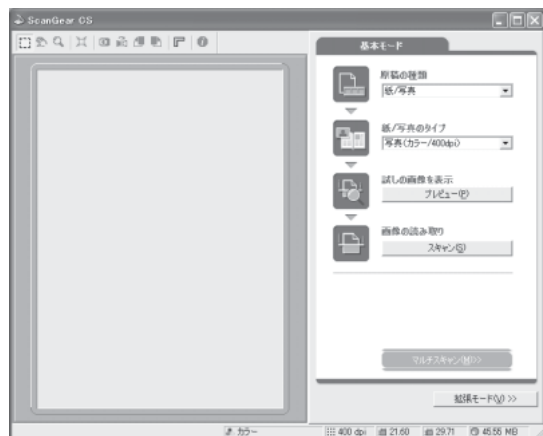 ScanGear CS
基本モード
原稿の種類
紙/写真
紙/写真のタイプ
写真(カラー/400dpi)
試しの画像を表示
プレビュー(P)
画像の読み取り
スキャン(S)
マルチスキャン(M)>>
拡張モード(V) >>
カラー 400 dpi 21.60 29.71 45.55 MB